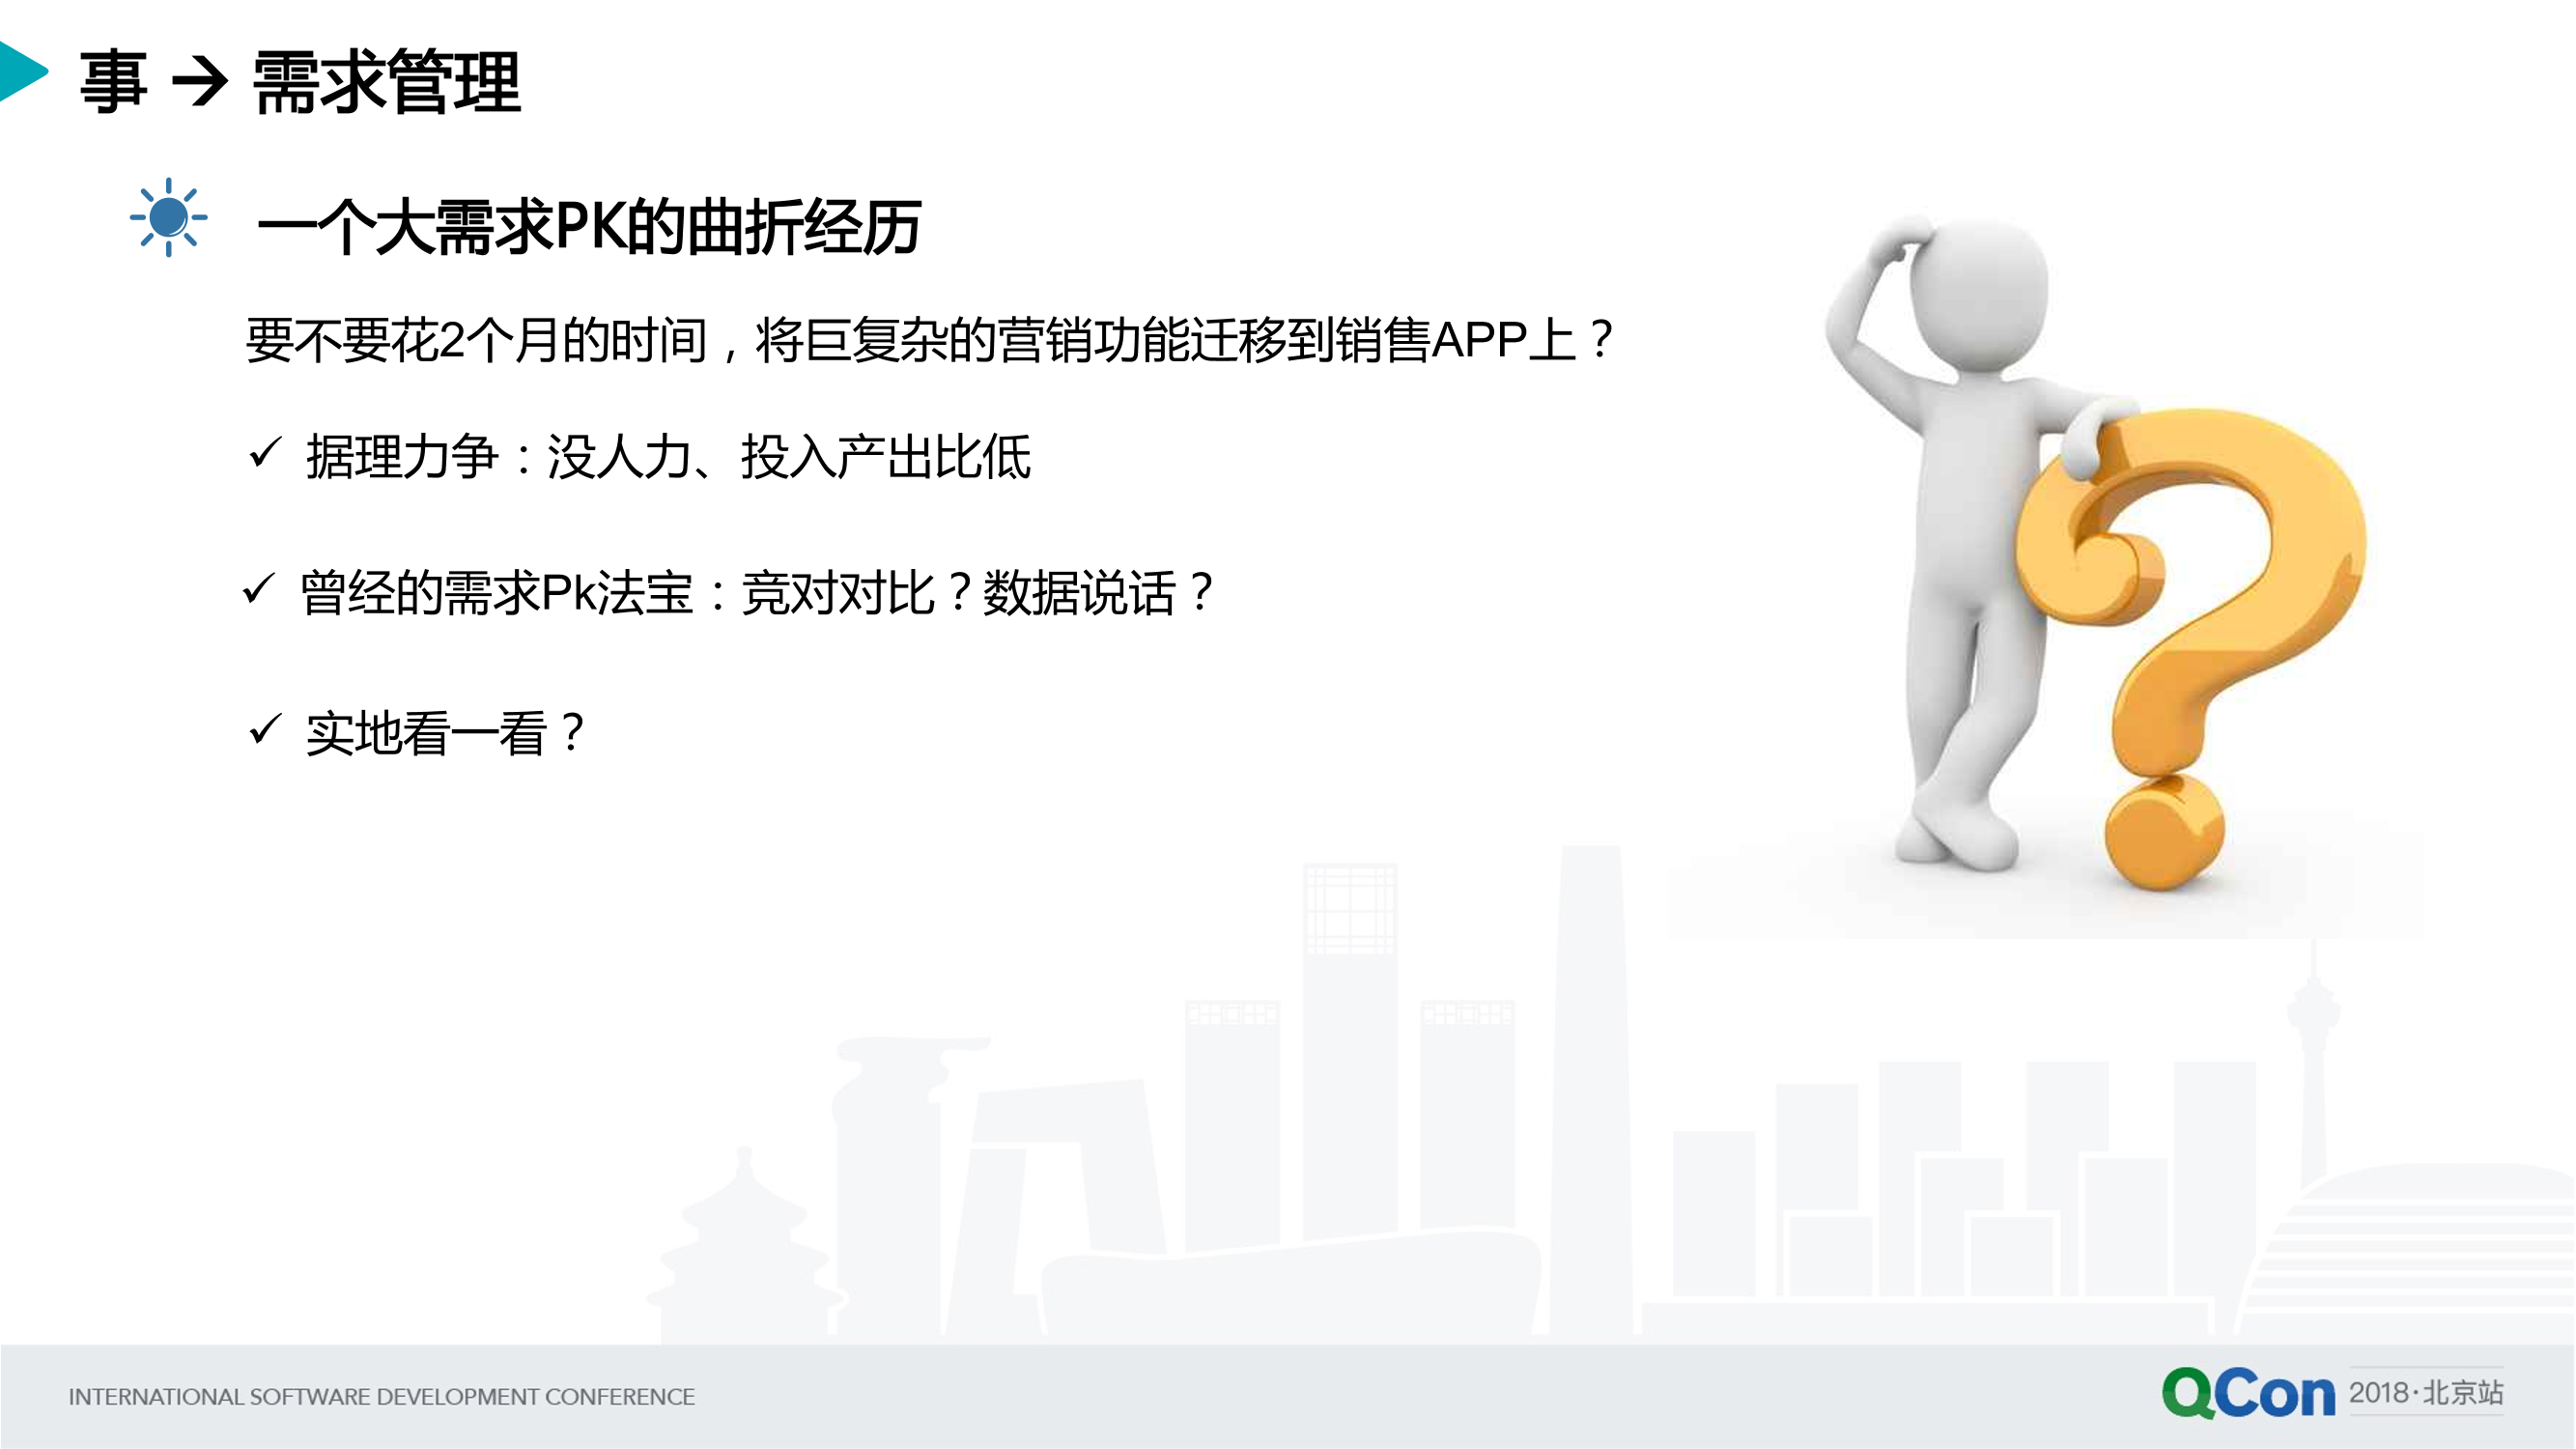 事 → 需求管理
一个大需求PK的曲折经历
要不要花2个月的时间，将巨复杂的营销功能迁移到销售APP上？
✓ 据理力争：没人力、投入产出比低
✓ 曾经的需求Pk法宝：竞对对比？数据说话？
✓ 实地看一看？
INTERNATIONAL SOFTWARE DEVELOPMENT CONFERENCE
QCon 2018·北京站